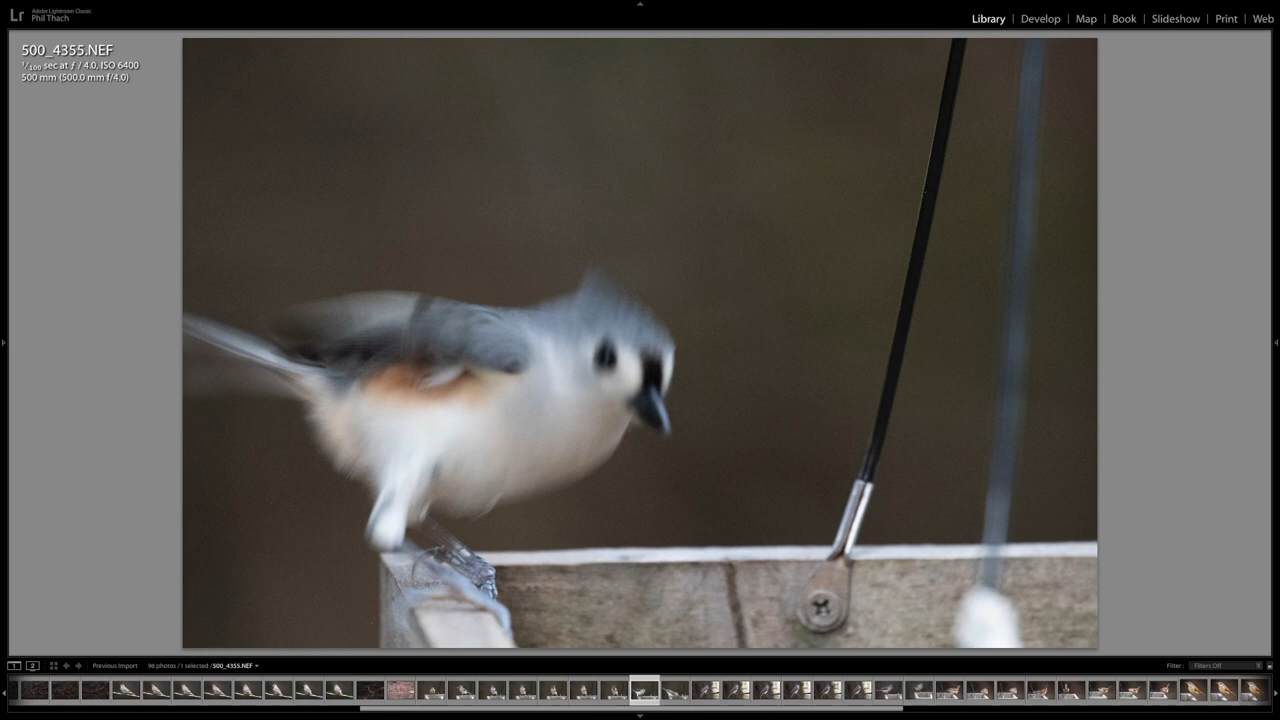 Lr Adobe Lightroom Classic
Phil Thach
Library | Develop | Map | Book | Slideshow | Print | Web
500_4355.NEF
1/100 sec at ƒ / 4.0, ISO 6400
500 mm (500.0 mm f/4.0)
1 2 Previous Import 96 photos / 1 selected / 500_4355.NEF Filter : Filters Off